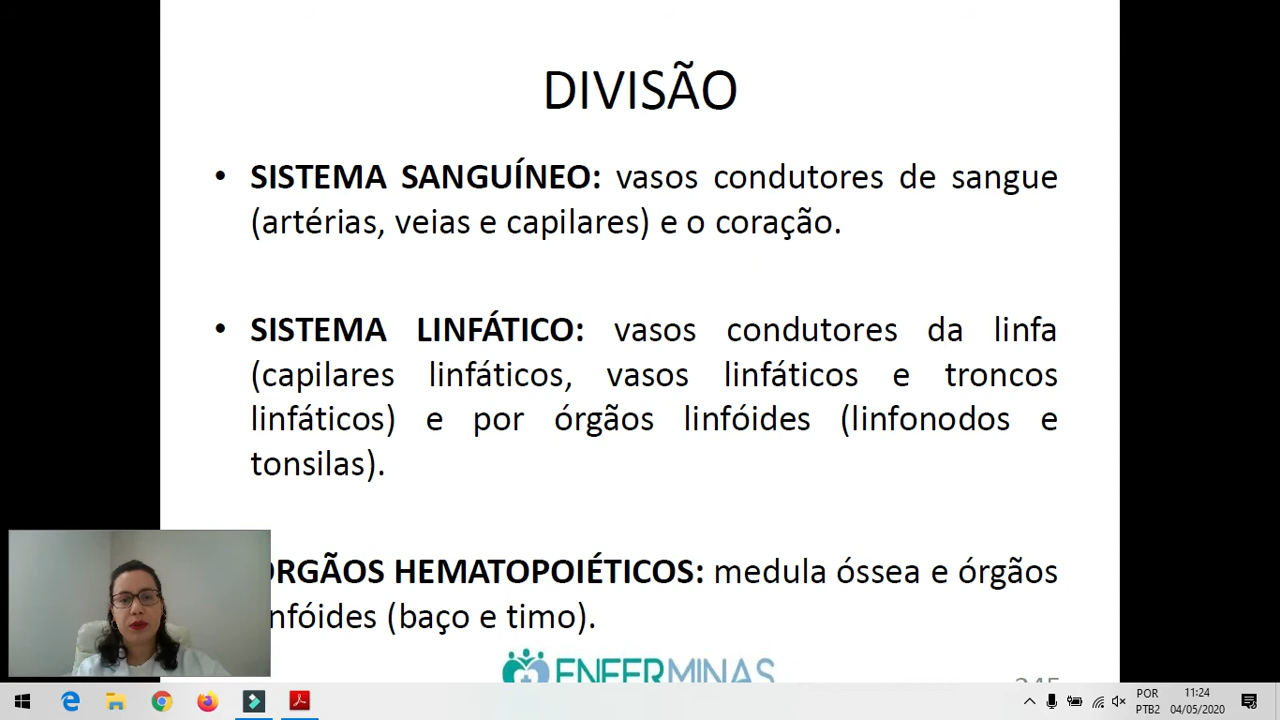 DIVISÃO
• SISTEMA SANGUÍNEO: vasos condutores de sangue
(artérias, veias e capilares) e o coração.
• SISTEMA LINFÁTICO: vasos condutores da linfa
(capilares linfáticos, vasos linfáticos e troncos
linfáticos) e por órgãos linfóides (linfonodos e
tonsilas).
ÓRGÃOS HEMATOPOIÉTICOS: medula óssea e órgãos
nfóides (baço e timo).
ENFERMINAS
POR
PTB2
11:24
04/05/2020